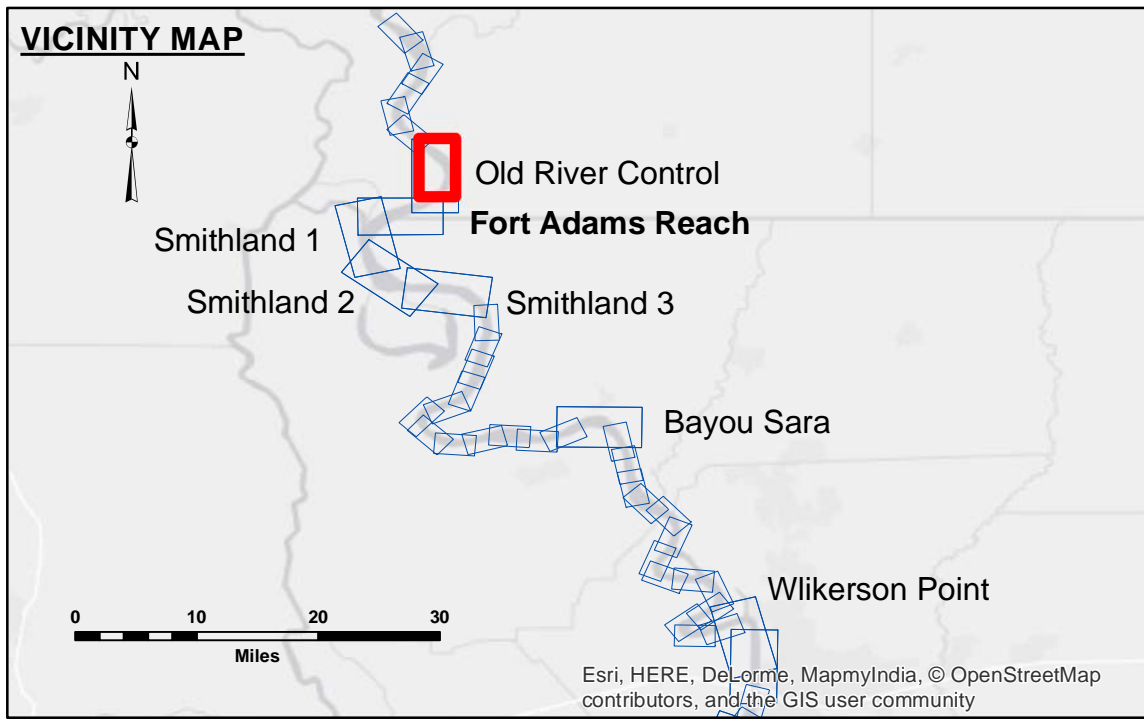 VICINITY MAP
N
Old River Control
Fort Adams Reach
Smithland 1
Smithland 2
Smithland 3
Bayou Sara
Wlikerson Point
0 10 20 30
Miles
Esri, HERE, DeLorme, MapmyIndia, © OpenStreetMap
contributors, and the GIS user community